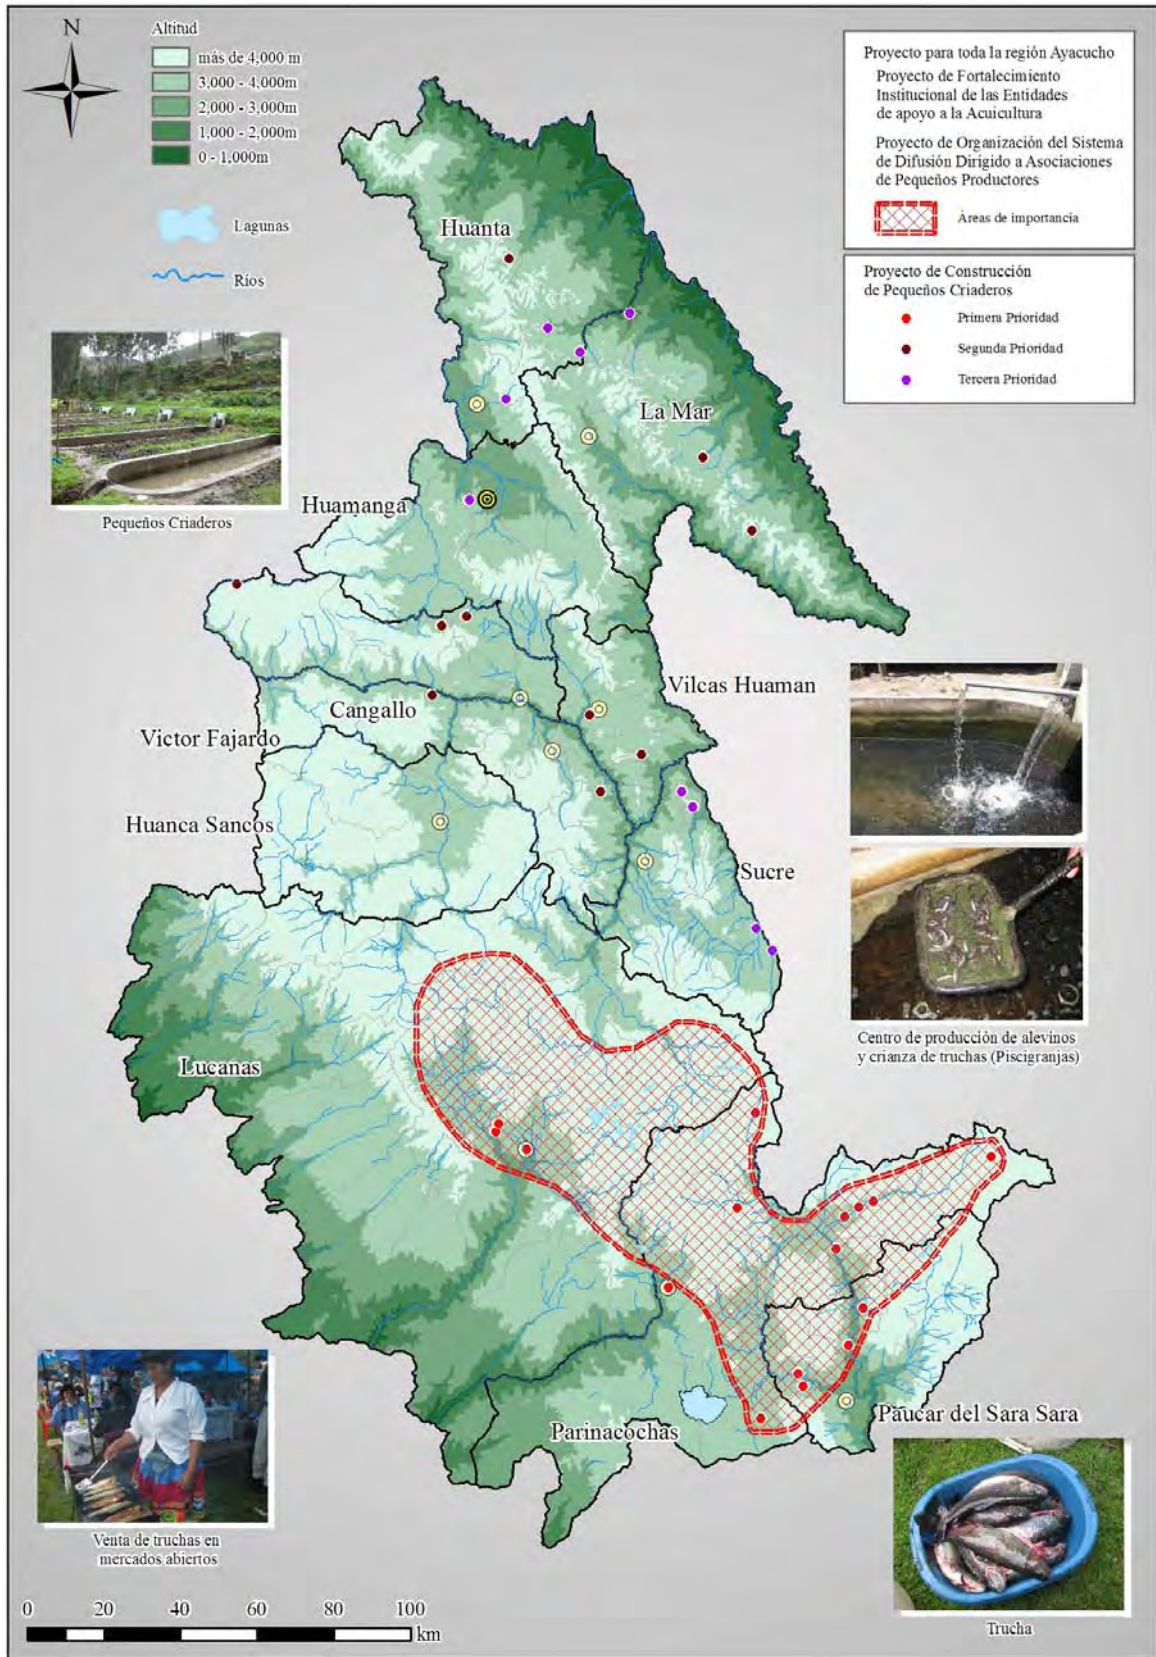 N
Altitud
más de 4,000 m
3,000 - 4,000m
2,000 - 3,000m
1,000 - 2,000m
0 - 1,000m
Lagunas
Ríos
Proyecto para toda la región Ayacucho
Proyecto de Fortalecimiento
Institucional de las Entidades
de apoyo a la Acuicultura
Proyecto de Organización del Sistema
de Difusión Dirigido a Asociaciones
de Pequeños Productores
Áreas de importancia
Proyecto de Construcción
de Pequeños Criaderos
Primera Prioridad
Segunda Prioridad
Tercera Prioridad
Huanta
La Mar
Pequeños Criaderos
Huamanga
Vilcas Huaman
Cangallo
Victor Fajardo
Huanca Sancos
Sucre
Centro de producción de alevinos
y crianza de truchas (Piscigranjas)
Lucanas
Parinacochas
Paucar del Sara Sara
Venta de truchas en
mercados abiertos
Trucha
0 20 40 60 80 100
km